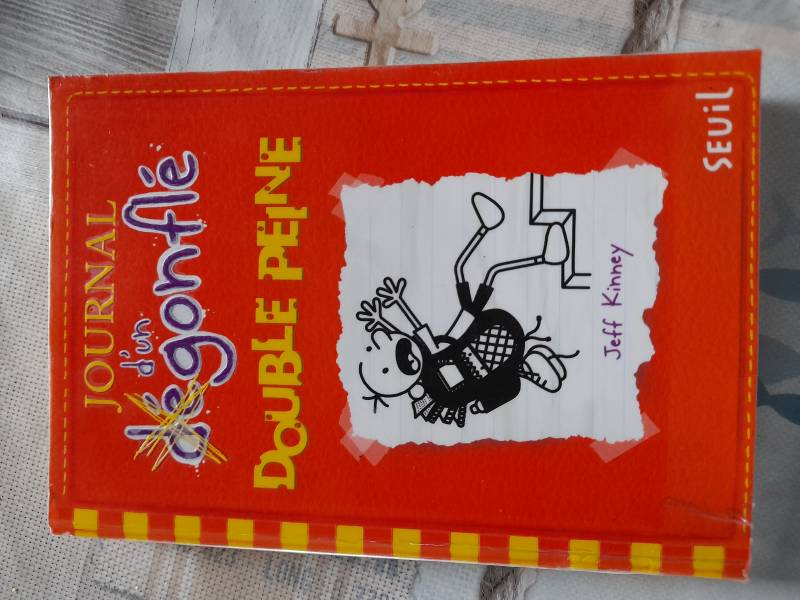 JOURNAL
d'un
dégonflé
DOUBLE PEINE
Jeff Kinney
SEUIL